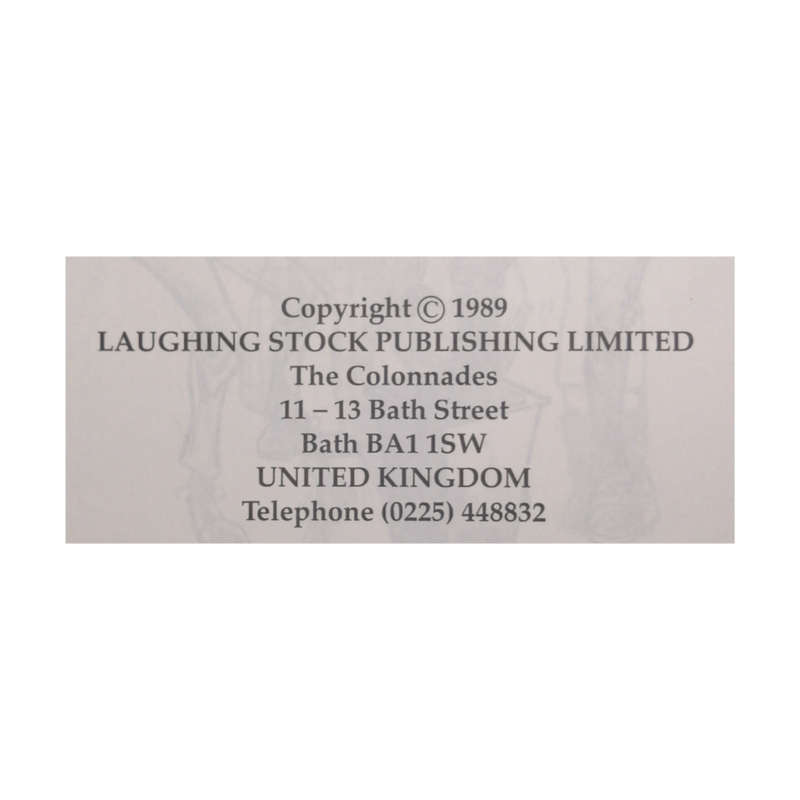 Copyright © 1989
LAUGHING STOCK PUBLISHING LIMITED
The Colonnades
11 – 13 Bath Street
Bath BA1 1SW
UNITED KINGDOM
Telephone (0225) 448832